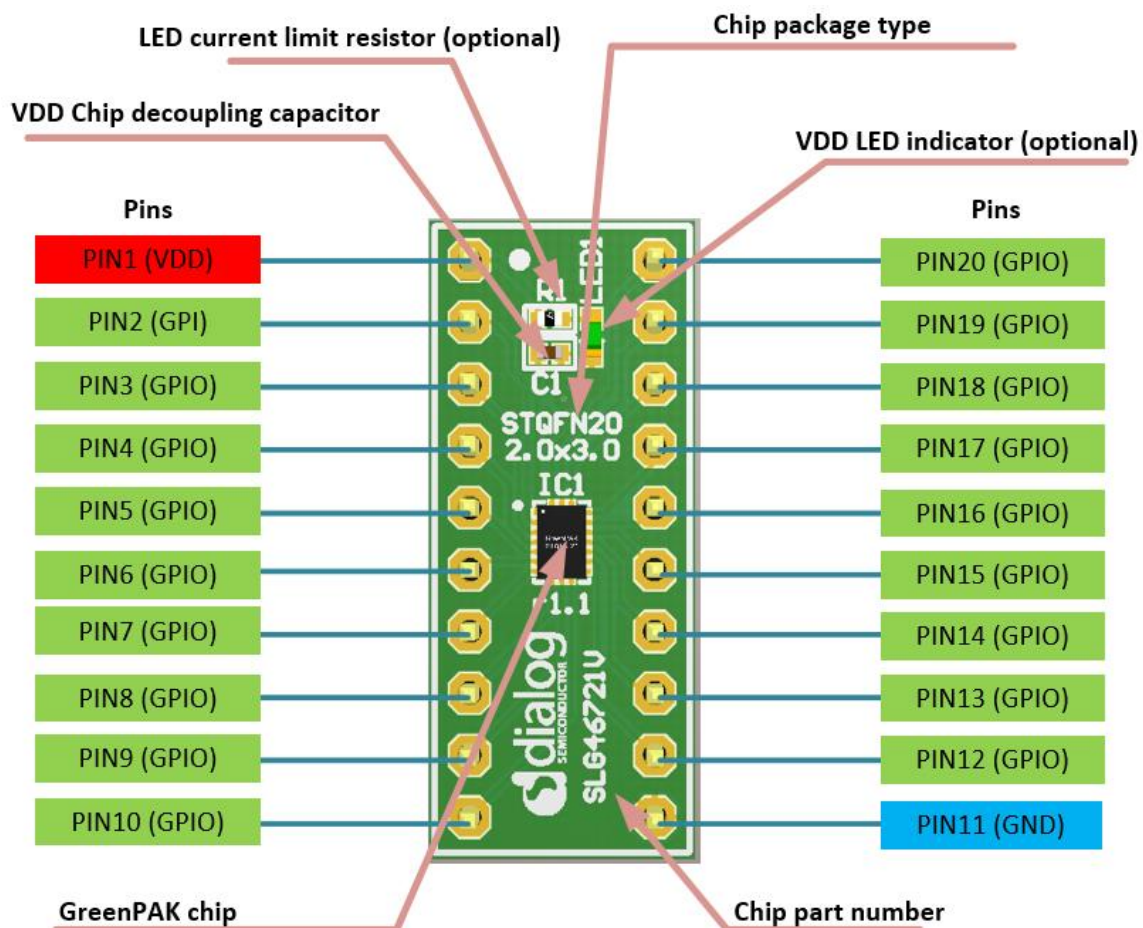 LED current limit resistor (optional)
Chip package type
VDD Chip decoupling capacitor
VDD LED indicator (optional)
Pins
Pins
PIN1 (VDD)
PIN2 (GPI)
PIN3 (GPIO)
PIN4 (GPIO)
PIN5 (GPIO)
PIN6 (GPIO)
PIN7 (GPIO)
PIN8 (GPIO)
PIN9 (GPIO)
PIN10 (GPIO)
LED1
R1
C1
STQFN20
2.0x3.0
IC1
dialog
SEMICONDUCTOR
SLG46721V
PIN20 (GPIO)
PIN19 (GPIO)
PIN18 (GPIO)
PIN17 (GPIO)
PIN16 (GPIO)
PIN15 (GPIO)
PIN14 (GPIO)
PIN13 (GPIO)
PIN12 (GPIO)
PIN11 (GND)
GreenPAK chip
Chip part number